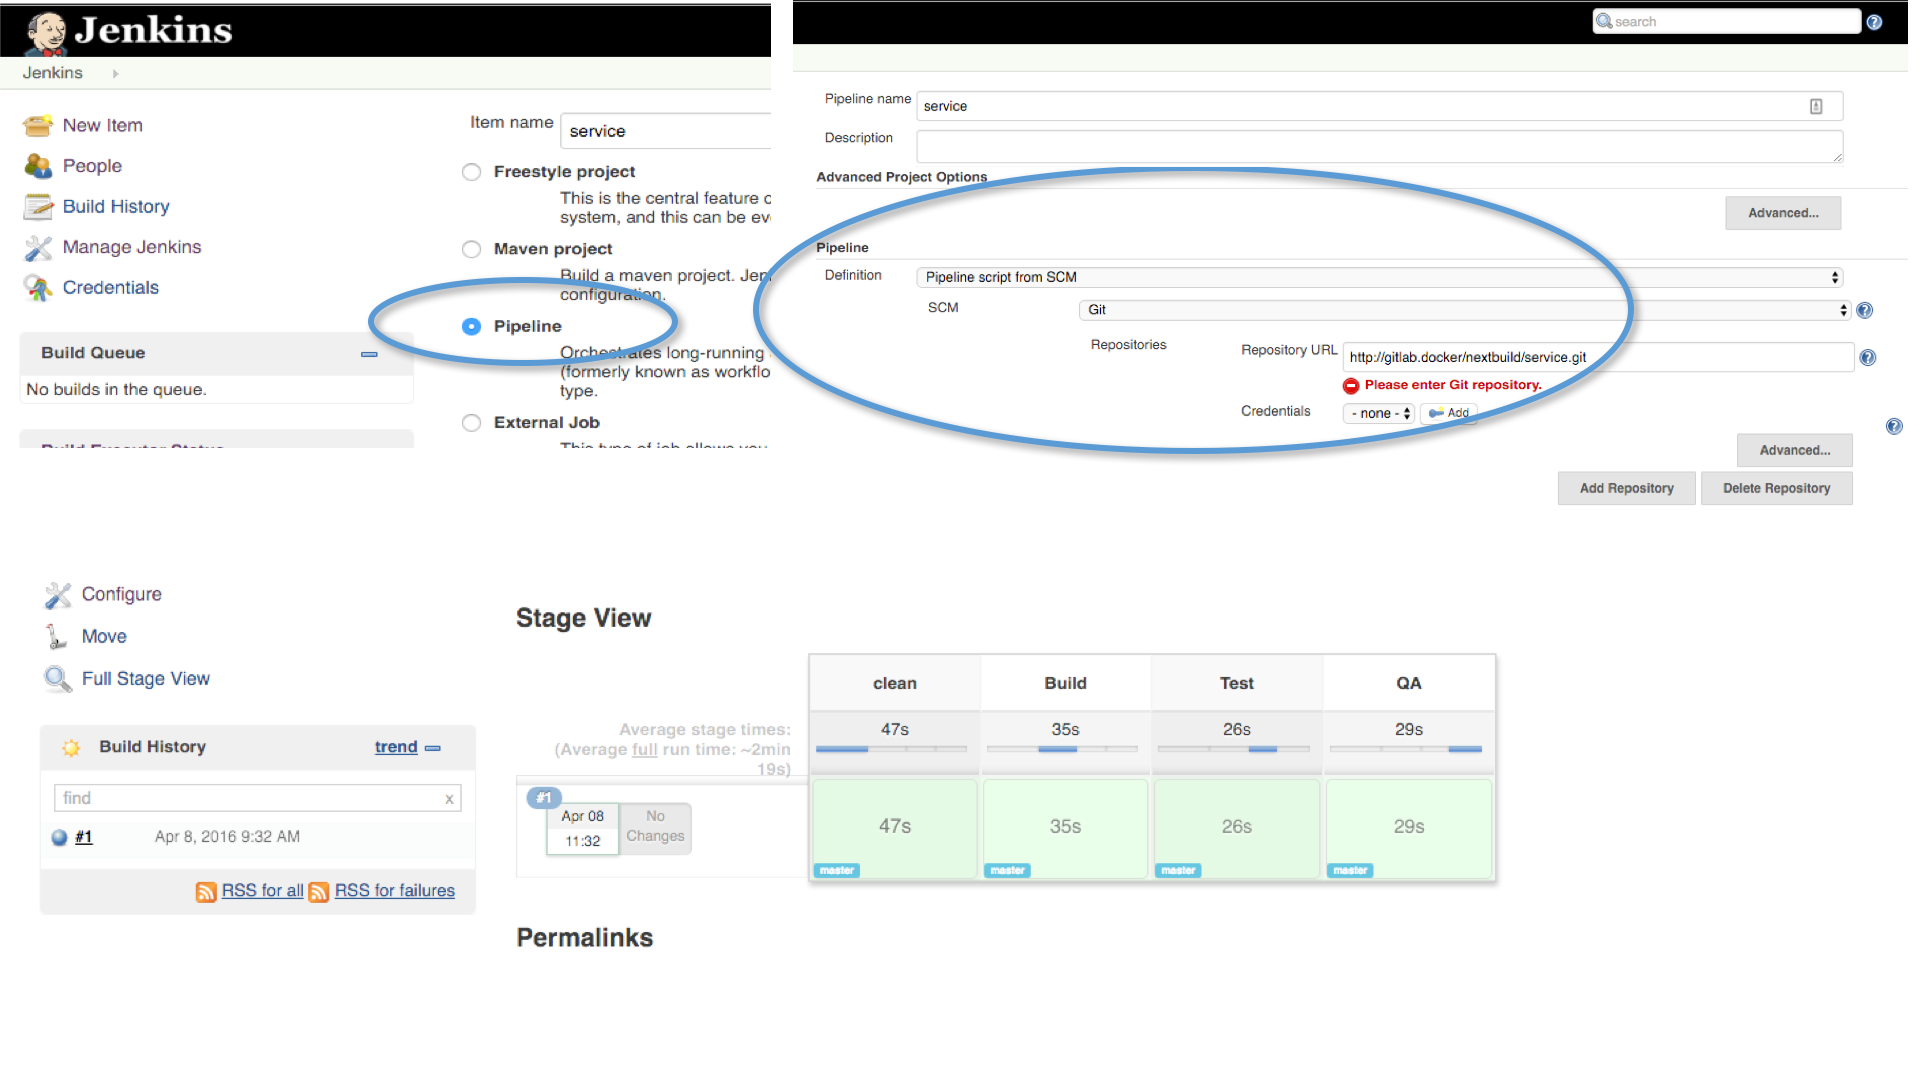 Jenkins
Jenkins
New Item
People
Build History
Manage Jenkins
Credentials
Build Queue
No builds in the queue.
Build Executor Status
Item name
service
Freestyle project
This is the central feature
system, and this can be
Maven project
Build a maven project.
configuration.
Pipeline
Orchestrates long-running
(formerly known as
type.
External Job
This type of job allows you
search
Pipeline name
service
Description
Advanced Project Options
Advanced...
Pipeline
Definition
Pipeline script from SCM
SCM
Git
Repositories
Repository URL
http://gitlab.docker/nextbuild/service.git
Please enter Git repository.
Credentials
- none -
Add
Advanced...
Add Repository
Delete Repository
Configure
Move
Full Stage View
Build History
trend
find
x
#1
Apr 8, 2016 9:32 AM
RSS for all
RSS for failures
Stage View
Average stage times:
(Average full run time: ~2min
19s)
clean
Build
Test
QA
47s
35s
26s
29s
#1
Apr 08
11:32
No
Changes
47s
35s
26s
29s
master
master
master
master
Permalinks